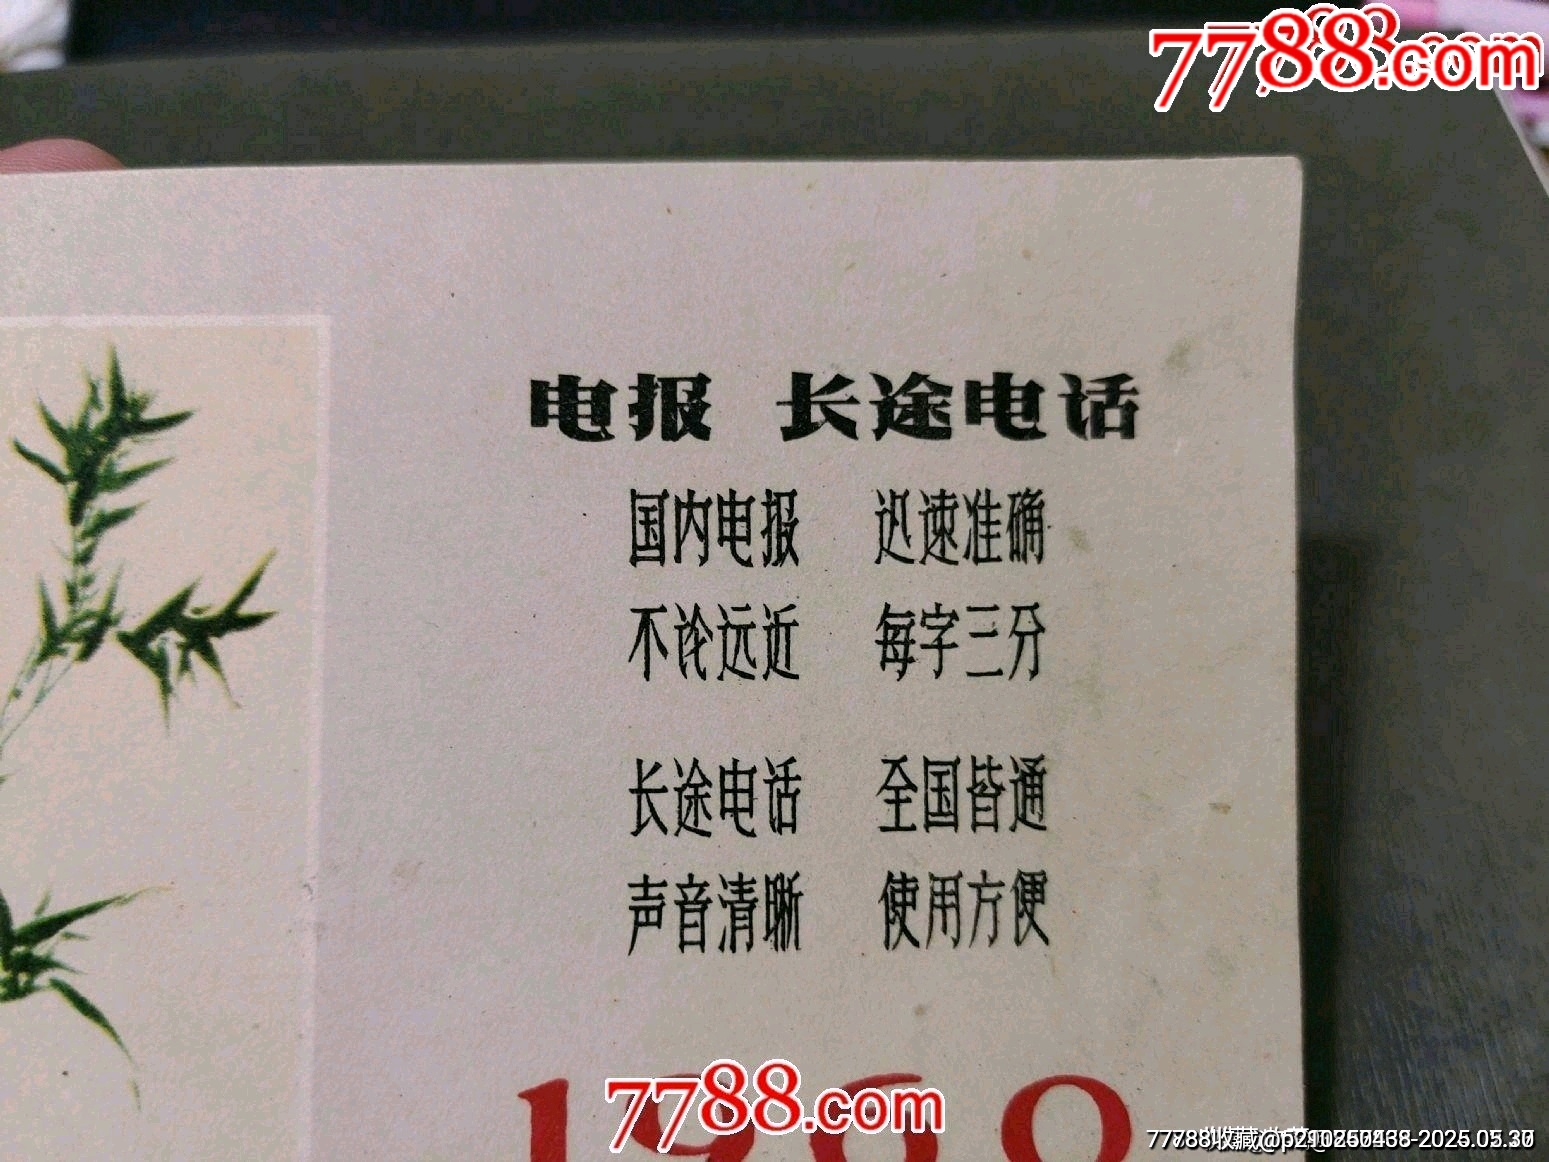 7788.com
电报 长途电话
国内电报 迅速准确
不论远近 每字三分
长途电话 全国皆通
声音清晰 使用方便
7788.com